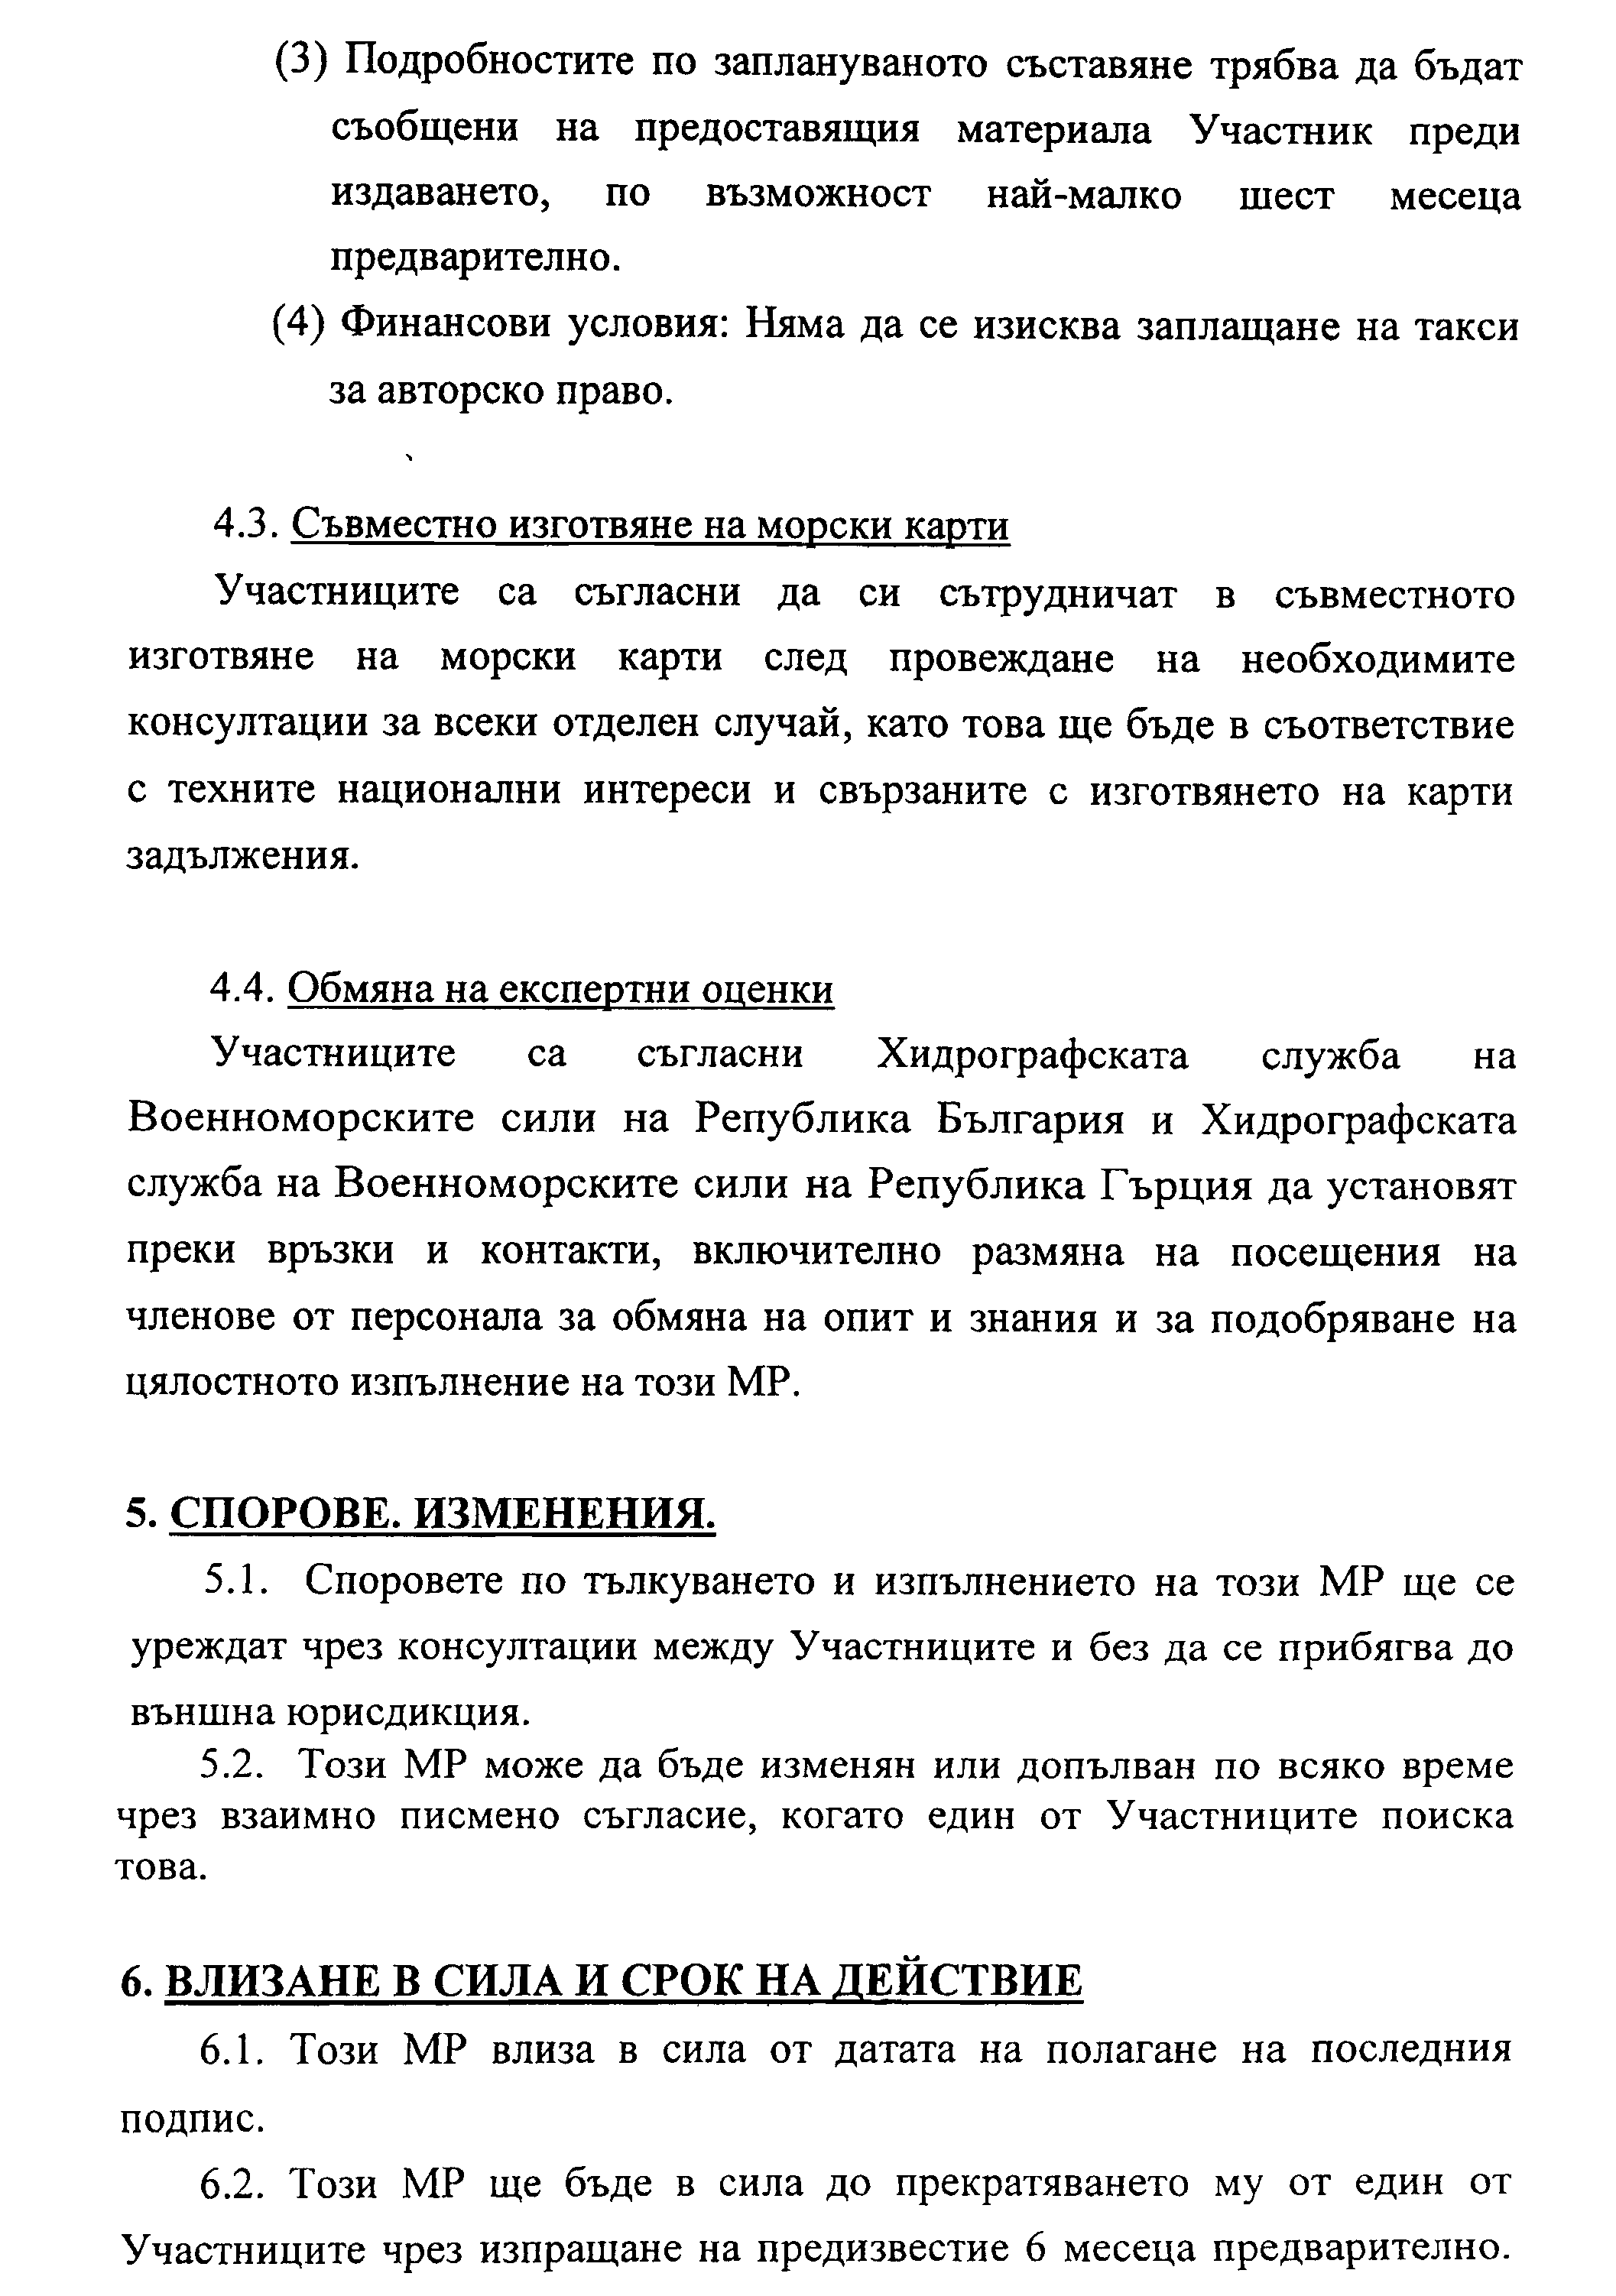 (3) Подробностите по заплануваното съставяне трябва да бъдат
съобщени на предоставящия материала Участник преди
издаването, по възможност най-малко шест месеца
предварително.
(4) Финансови условия: Няма да се изисква заплащане на такси
за авторско право.
4.3. Съвместно изготвяне на морски карти
Участниците са съгласни да си сътрудничат в съвместното
изготвяне на морски карти след провеждане на необходимите
консултации за всеки отделен случай, като това ще бъде в съответствие
с техните национални интереси и свързаните с изготвянето на карти
задължения.
4.4. Обмяна на експертни оценки
Участниците са съгласни Хидрографската служба на
Военноморските сили на Република България и Хидрографската
служба на Военноморските сили на Република Гърция да установят
преки връзки и контакти, включително размяна на посещения на
членове от персонала за обмяна на опит и знания и за подобряване на
цялостното изпълнение на този МР.
5. СПОРОВЕ. ИЗМЕНЕНИЯ.
5.1. Споровете по тълкуването и изпълнението на този МР ще се
уреждат чрез консултации между Участниците и без да се прибягва до
външна юрисдикция.
5.2. Този МР може да бъде изменян или допълван по всяко време
чрез взаимно писмено съгласие, когато един от Участниците поиска
това.
6. ВЛИЗАНЕ В СИЛА И СРОК НА ДЕЙСТВИЕ
6.1. Този МР влиза в сила от датата на полагане на последния
подпис.
6.2. Този МР ще бъде в сила до прекратяването му от един от
Участниците чрез изпращане на предизвестие 6 месеца предварително.